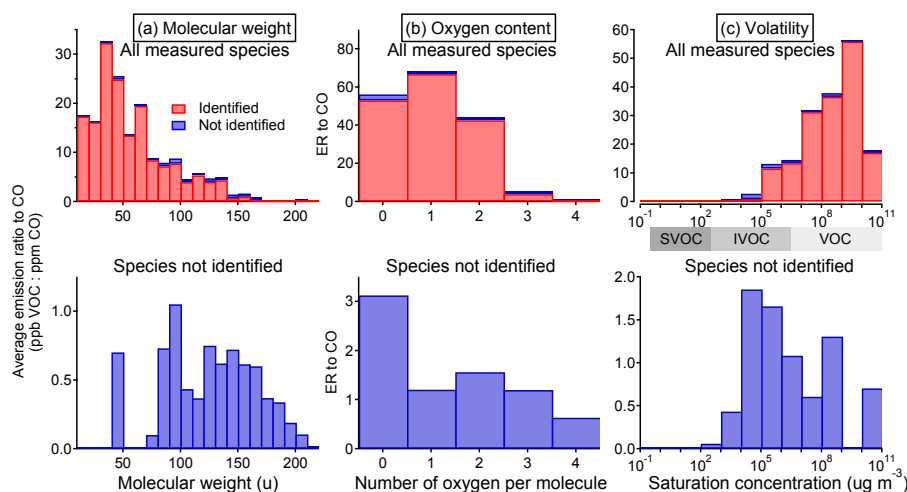 (a) Molecular weight
All measured species
30
20
10
0
Identified
Not identified
50
100
150
200
(b) Oxygen content
All measured species
ER to CO
80
60
40
20
0
0
1
2
3
4
(c) Volatility
All measured species
60
50
40
30
20
10
0
10-1
102
105
108
1011
SVOC
IVOC
VOC
Average emission ratio to CO
(ppb VOC : ppm CO)
Species not identified
1.0
0.5
0.0
50
100
150
200
Molecular weight (u)
Species not identified
ER to CO
3
2
1
0
0
1
2
3
4
Number of oxygen per molecule
Species not identified
2.0
1.5
1.0
0.5
0.0
10-1
102
105
108
1011
Saturation concentration (ug m-3)